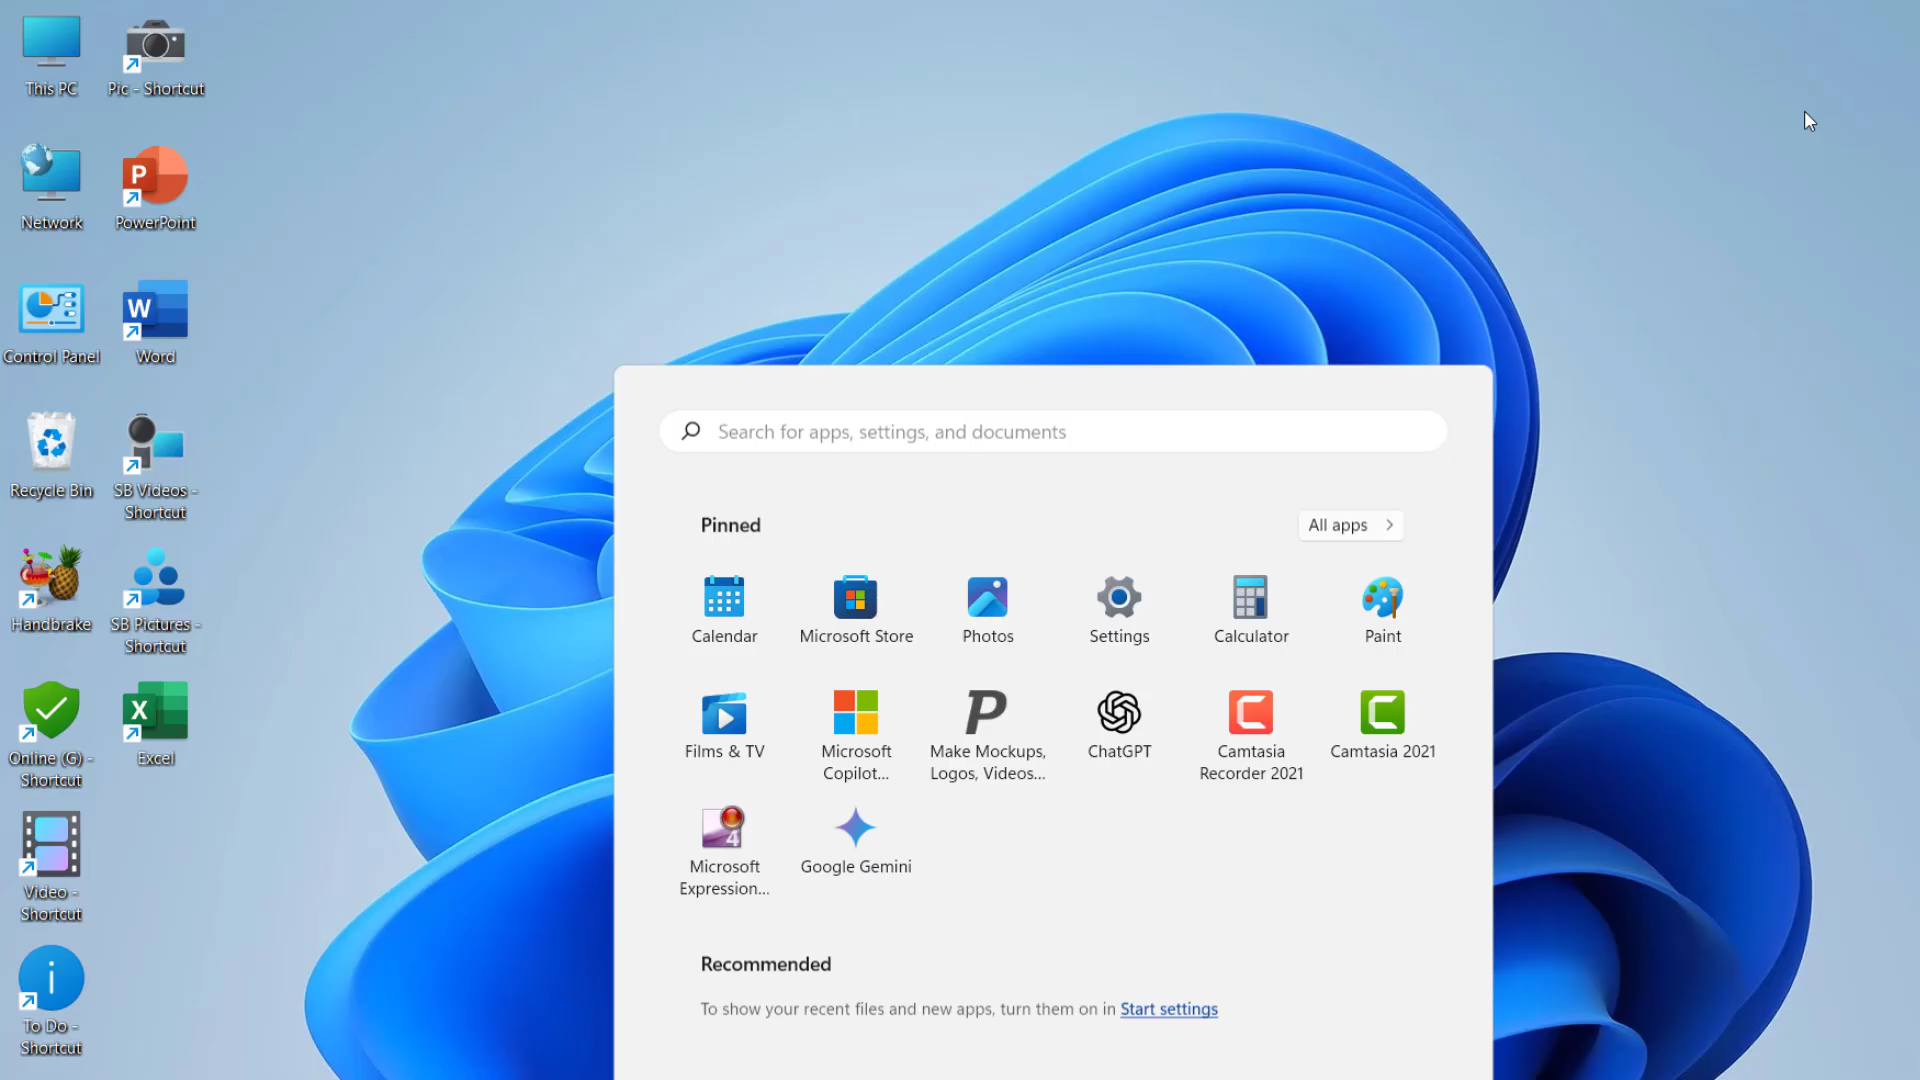 This PC
Pic - Shortcut
Network
PowerPoint
Control Panel
Word
Recycle Bin
SB Videos -
Shortcut
Handbrake
SB Pictures -
Shortcut
Online (G) -
Shortcut
Excel
Video -
Shortcut
To Do -
Shortcut
Search for apps, settings, and documents
Pinned
All apps
Calendar
Microsoft Store
Photos
Settings
Calculator
Paint
Films & TV
Microsoft
Copilot...
Make Mockups,
Logos, Videos...
ChatGPT
Camtasia
Recorder 2021
Camtasia 2021
Microsoft
Expression...
Google Gemini
Recommended
To show your recent files and new apps, turn them on in Start settings